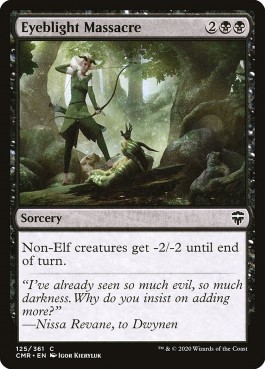 Eyeblight Massacre 2
Sorcery
Non-Elf creatures get -2/-2 until end
of turn.
"I've already seen so much evil, so much
darkness. Why do you insist on adding
more?"
—Nissa Revane, to Dwynen
125/361 C
CMR • EN Igor Kieryluk
™ & © 2020 Wizards of the Coast